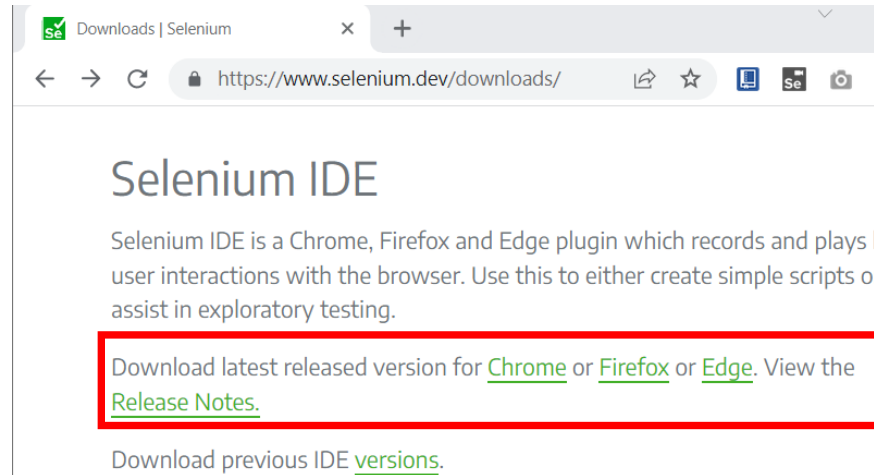 Se Downloads | Selenium
https://www.selenium.dev/downloads/ Se
Selenium IDE
Selenium IDE is a Chrome, Firefox and Edge plugin which records and plays
user interactions with the browser. Use this to either create simple scripts o
assist in exploratory testing.
Download latest released version for Chrome or Firefox or Edge. View the
Release Notes.
Download previous IDE versions.